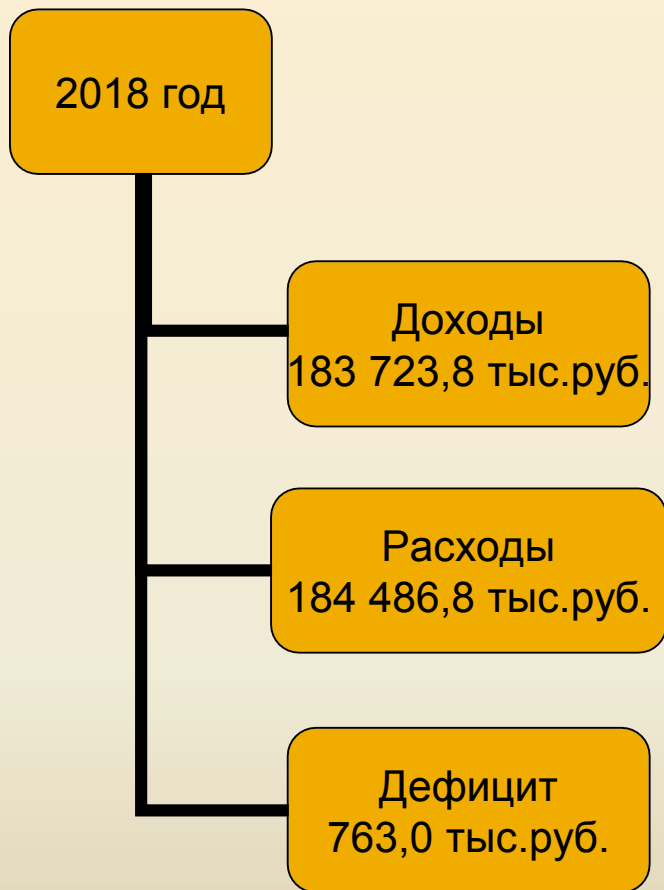 2018 год
Доходы
183 723,8 тыс.руб.
Расходы
184 486,8 тыс.руб.
Дефицит
763,0 тыс.руб.